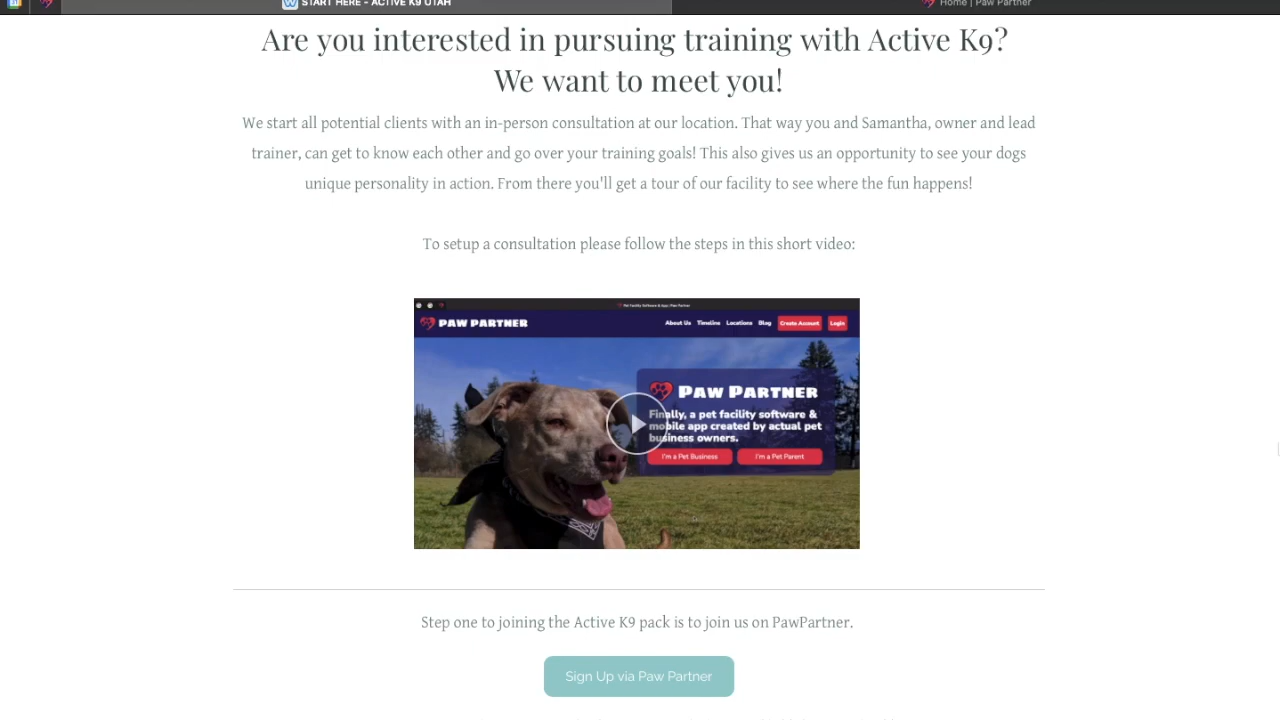 START HERE - ACTIVE K9 UTAH
Home | Paw Partner
Are you interested in pursuing training with Active K9?
We want to meet you!
We start all potential clients with an in-person consultation at our location. That way you and Samantha, owner and lead
trainer, can get to know each other and go over your training goals! This also gives us an opportunity to see your dogs
unique personality in action. From there you'll get a tour of our facility to see where the fun happens!
To setup a consultation please follow the steps in this short video:
Pet Facility Software & Apps | Paw Partner
PAW PARTNER
About Us Timeline Locations Blog Create Account Login
PAW PARTNER
Finally, a pet facility software &
mobile app created by actual pet
business owners.
I'm a Pet Business I'm a Pet Parent
Step one to joining the Active K9 pack is to join us on PawPartner.
Sign Up via Paw Partner